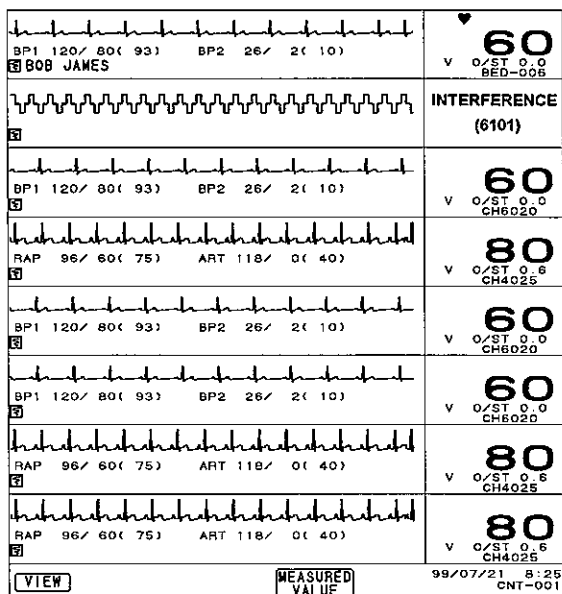 BP1 120/ 80( 93) BP2 26/ 2( 10)
BOB JAMES
60
V 0/ST 0.0
BED-006
INTERFERENCE
(6101)
BP1 120/ 80( 93) BP2 26/ 2( 10)
60
V 0/ST 0.0
CH6020
RAP 96/ 60( 75) ART 118/ 0( 40)
80
V 0/ST 0.6
CH4025
BP1 120/ 80( 93) BP2 26/ 2( 10)
60
V 0/ST 0.0
CH6020
BP1 120/ 80( 93) BP2 26/ 2( 10)
60
V 0/ST 0.0
CH6020
RAP 96/ 60( 75) ART 118/ 0( 40)
80
V 0/ST 0.6
CH4025
RAP 96/ 60( 75) ART 118/ 0( 40)
80
V 0/ST 0.6
CH4025
VIEW
MEASURED
VALUE
99/07/21 8:25
CNT-001